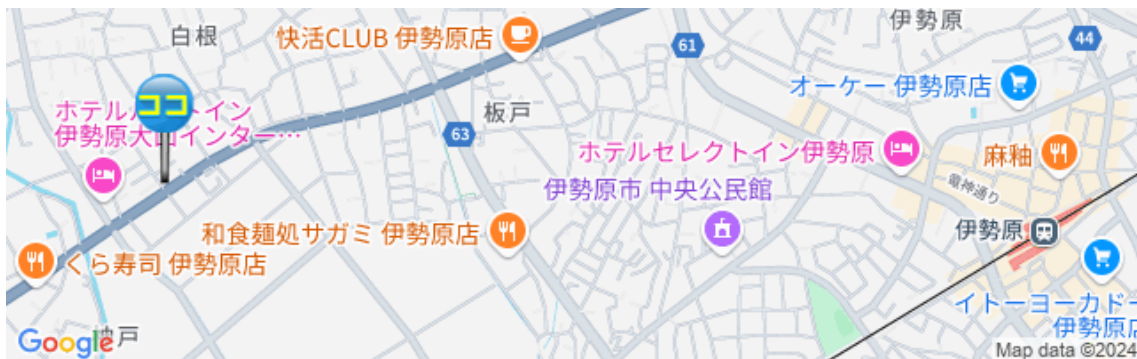 伊勢原
白根
快活CLUB 伊勢原店
61
44
オーケー 伊勢原店
ココ
ホテル
イン
伊勢原大山インター…
板戸
63
ホテルセレクトイン伊勢原
麻釉
竜神通り
伊勢原市 中央公民館
和食麺処サガミ 伊勢原店
伊勢原
くら寿司 伊勢原店
イトーヨーカドー
伊勢原店
Google
戸
Map data ©2024